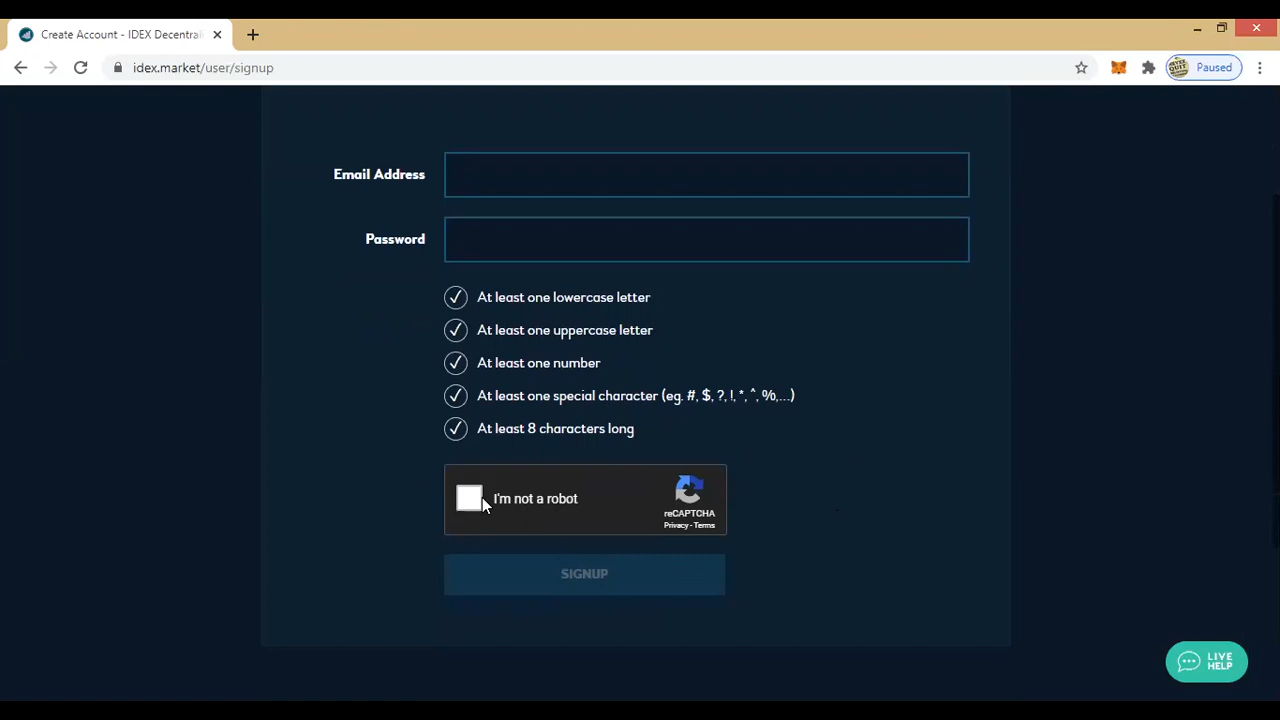 Create Account - IDEX Decentral
idex.market/user/signup
Paused
Email Address
Password
At least one lowercase letter
At least one uppercase letter
At least one number
At least one special character (eg. #, $, ?, !, *, ^, %,...)
At least 8 characters long
I'm not a robot
reCAPTCHA
Privacy - Terms
SIGNUP
LIVE
HELP